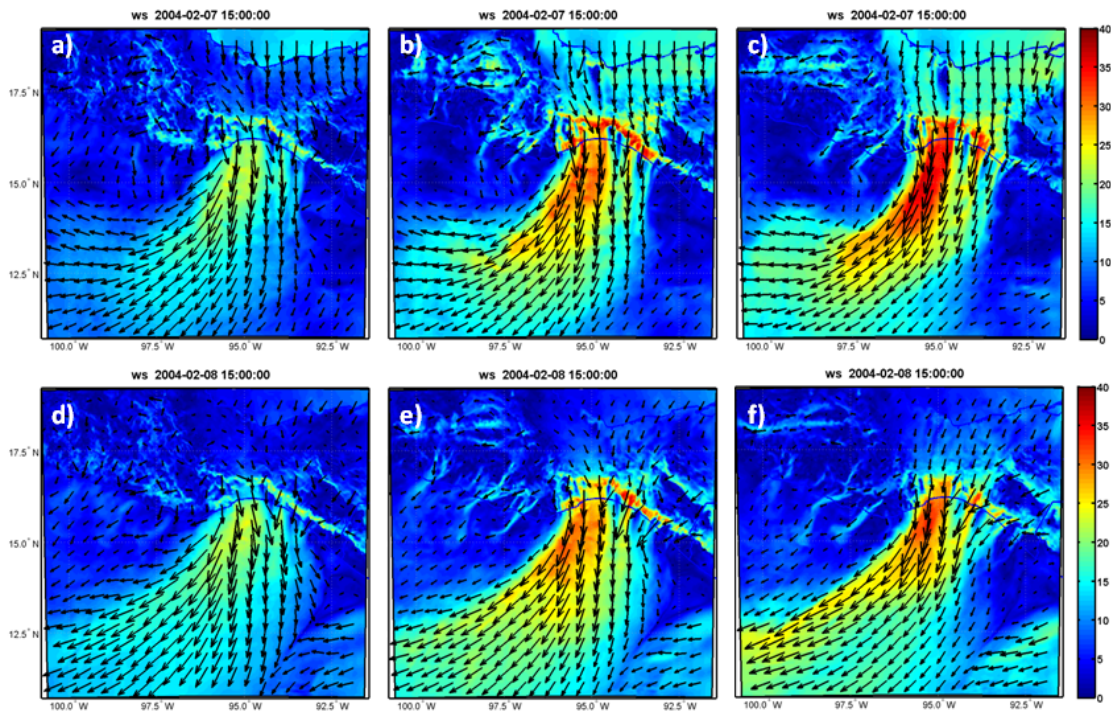 ws 2004-02-07 15:00:00
ws 2004-02-07 15:00:00
ws 2004-02-07 15:00:00
a)
b)
c)
17.5° 
15.0° N
12.5°
100.0° W
97.5° W
95.0° W
92.5° W
100.0° W
97.5° W
95.0° W
92.5° W
100.0° W
97.5° W
95.0° W
92.5° W
40
35
30
25
20
15
10
5
0
ws 2004-02-08 15:00:00
ws 2004-02-08 15:00:00
ws 2004-02-08 15:00:00
d)
e)
f)
17.5°
15.0° N
12.5°
100.0° W
97.5° W
95.0° W
92.5° W
100.0° W
97.5° W
95.0° W
92.5° W
100.0° W
97.5° W
95.0° W
92.5° W
40
35
30
25
20
15
10
5
0